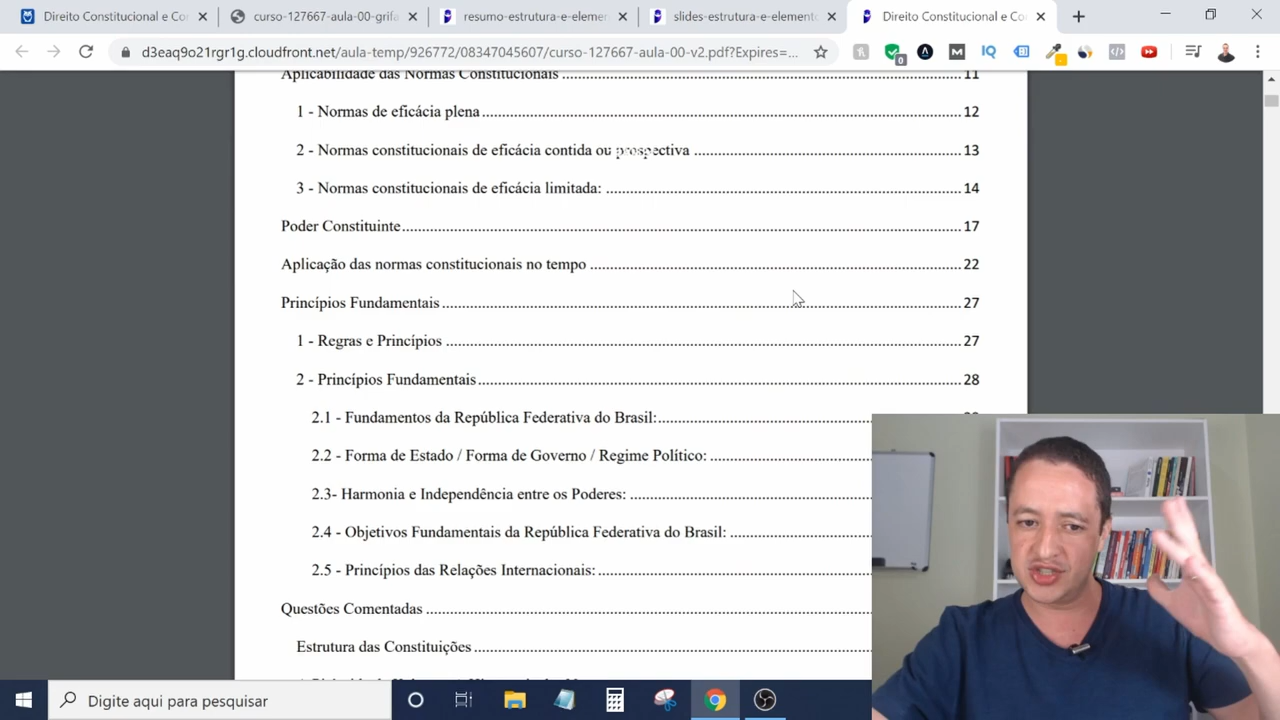 Direito Constitucional e Co
curso-127667-aula-00-grifa
resumo-estrutura-e-elemen
slides-estrutura-e-elemento
Direito Constitucional e Co
d3eaq9o21rgr1g.cloudfront.net/aula-temp/926772/08347045607/curso-127667-aula-00-v2.pdf?Expires=...
Aplicabilidade das Normas Constitucionais 11
1 - Normas de eficácia plena 12
2 - Normas constitucionais de eficácia contida ou prospectiva 13
3 - Normas constitucionais de eficácia limitada: 14
Poder Constituinte 17
Aplicação das normas constitucionais no tempo 22
Princípios Fundamentais 27
1 - Regras e Princípios 27
2 - Princípios Fundamentais 28
2.1 - Fundamentos da República Federativa do Brasil:
2.2 - Forma de Estado / Forma de Governo / Regime Político:
2.3- Harmonia e Independência entre os Poderes:
2.4 - Objetivos Fundamentais da República Federativa do Brasil:
2.5 - Princípios das Relações Internacionais:
Questões Comentadas
Estrutura das Constituições
Digite aqui para pesquisar